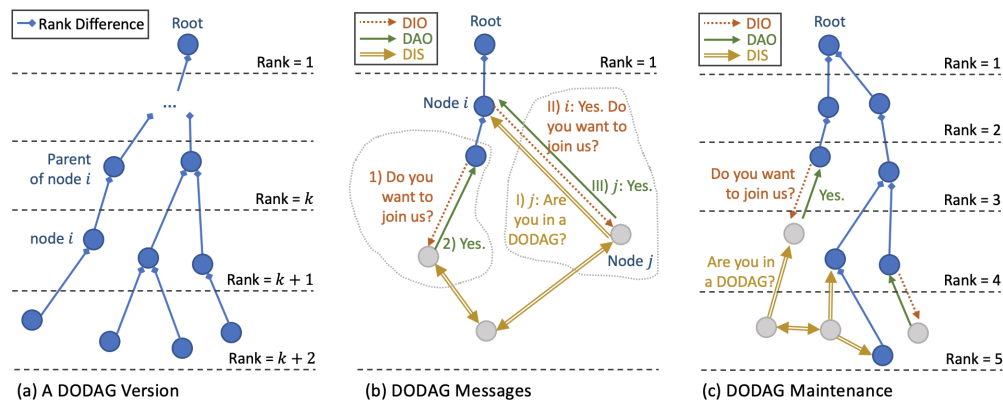 Rank Difference
Root
Rank = 1
...
Parent
of node i
Rank = k
node i
Rank = k + 1
Rank = k + 2
(a) A DODAG Version
DIO
DAO
DIS
Root
Rank = 1
Node i
II) i: Yes. Do
you want to
join us?
1) Do you
want to
join us?
III) j: Yes.
I) j: Are
you in a
DODAG?
2) Yes.
Node j
(b) DODAG Messages
DIO
DAO
DIS
Root
Rank = 1
Rank = 2
Do you want
to join us?
Yes.
Rank = 3
Are you in
a DODAG?
Rank = 4
Rank = 5
(c) DODAG Maintenance